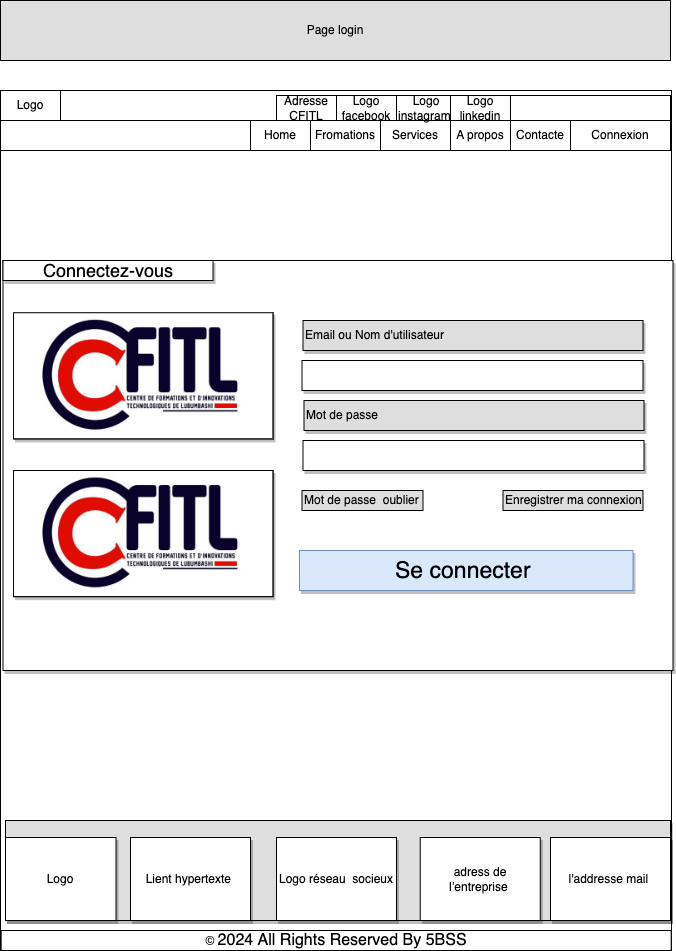 Page login
Logo
Adresse CFITL
Logo facebook
Logo instagram
Logo linkedin
Home
Fromations
Services
A propos
Contacte
Connexion
Connectez-vous
CFITL
CENTRE DE FORMATIONS ET D'INNOVATIONS
TECHNOLOGIQUES DE LUBUMBASHI
Email ou Nom d'utilisateur
Mot de passe
CFITL
CENTRE DE FORMATIONS ET D'INNOVATIONS
TECHNOLOGIQUES DE LUBUMBASHI
Mot de passe  oublier
Enregistrer ma connexion
Se connecter
Logo
Lient hypertexte
Logo réseau  socieux
adress de
l'entreprise
l'addresse mail
© 2024 All Rights Reserved By 5BSS